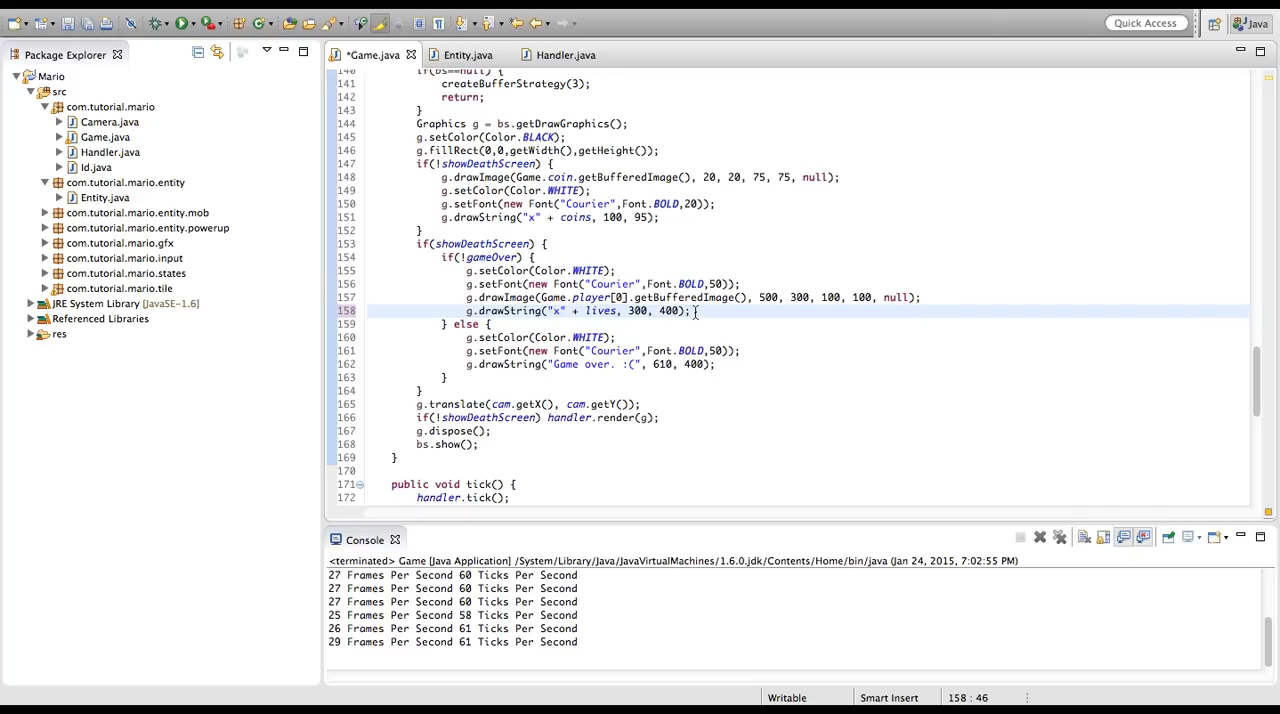 Quick Access
Java
Package Explorer
Mario
src
com.tutorial.mario
Camera.java
Game.java
Handler.java
Id.java
com.tutorial.mario.entity
Entity.java
com.tutorial.mario.entity.mob
com.tutorial.mario.entity.powerup
com.tutorial.mario.gfx
com.tutorial.mario.input
com.tutorial.mario.states
com.tutorial.mario.tile
JRE System Library [JavaSE-1.6]
Referenced Libraries
res
*Game.java Entity.java Handler.java
140 if(bs==null) {
141 createBufferStrategy(3);
142 return;
143 }
144 Graphics g = bs.getDrawGraphics();
145 g.setColor(Color.BLACK);
146 g.fillRect(0,0,getWidth(),getHeight());
147 if(!showDeathScreen) {
148 g.drawImage(Game.coin.getBufferedImage(), 20, 20, 75, 75, null);
149 g.setColor(Color.WHITE);
150 g.setFont(new Font("Courier",Font.BOLD,20));
151 g.drawString("x" + coins, 100, 95);
152 }
153 if(showDeathScreen) {
154 if(!gameOver) {
155 g.setColor(Color.WHITE);
156 g.setFont(new Font("Courier",Font.BOLD,50));
157 g.drawImage(Game.player[0].getBufferedImage(), 500, 300, 100, 100, null);
158 g.drawString("x" + lives, 300, 400);
159 } else {
160 g.setColor(Color.WHITE);
161 g.setFont(new Font("Courier",Font.BOLD,50));
162 g.drawString("Game over. :(", 610, 400);
163 }
164 }
165 g.translate(cam.getX(), cam.getY());
166 if(!showDeathScreen) handler.render(g);
167 g.dispose();
168 bs.show();
169 }
170
171 public void tick() {
172 handler.tick();
Console
<terminated> Game [Java Application] /System/Library/Java/JavaVirtualMachines/1.6.0.jdk/Contents/Home/bin/java (Jan 24, 2015, 7:02:55 PM)
27 Frames Per Second 60 Ticks Per Second
27 Frames Per Second 60 Ticks Per Second
27 Frames Per Second 60 Ticks Per Second
25 Frames Per Second 58 Ticks Per Second
26 Frames Per Second 61 Ticks Per Second
29 Frames Per Second 61 Ticks Per Second
Writable Smart Insert 158 : 46